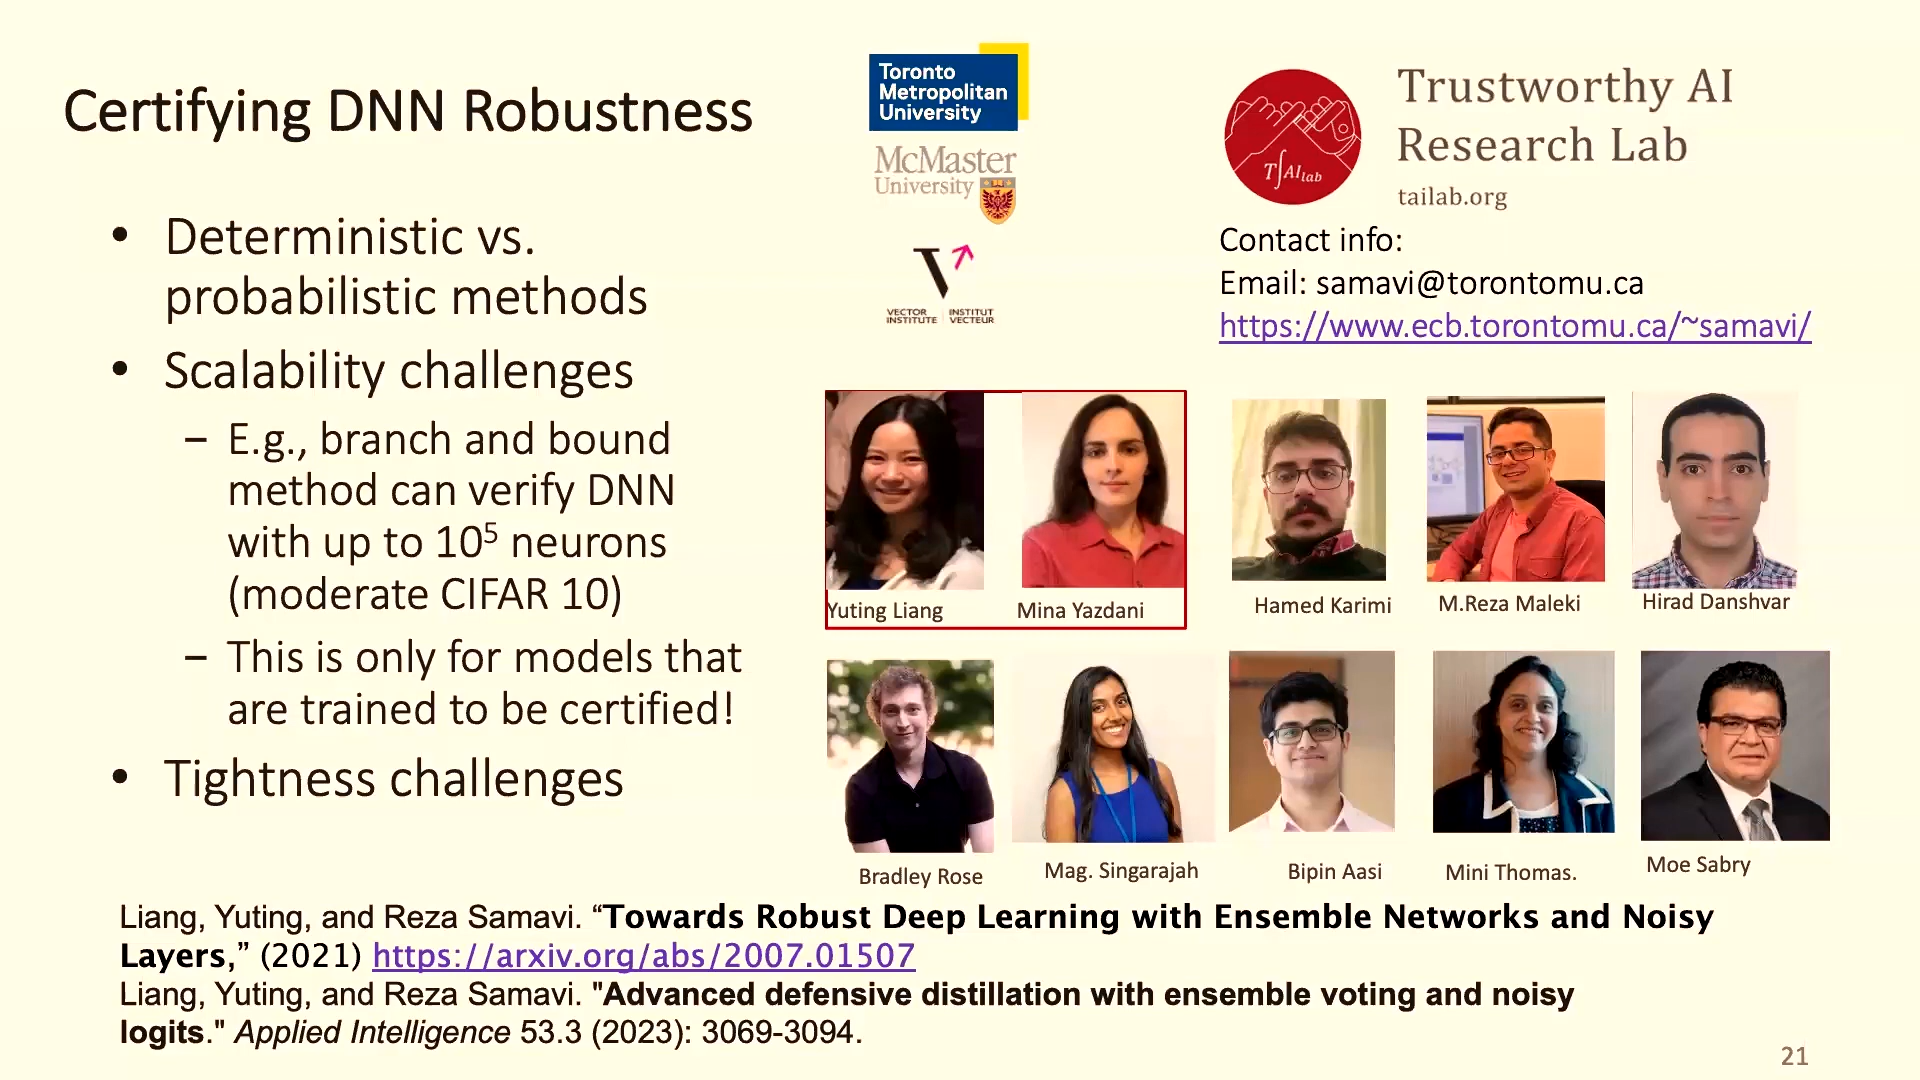 Certifying DNN Robustness
• Deterministic vs.
probabilistic methods
• Scalability challenges
– E.g., branch and bound
method can verify DNN
with up to 10⁵ neurons
(moderate CIFAR 10)
– This is only for models that
are trained to be certified!
• Tightness challenges
Toronto
Metropolitan
University
McMaster
University
VECTOR INSTITUTE | INSTITUT VECTEUR
T∫AIlab
Trustworthy AI
Research Lab
tailab.org
Contact info:
Email: samavi@torontomu.ca
https://www.ecb.torontomu.ca/~samavi/
Yuting Liang
Mina Yazdani
Hamed Karimi
M.Reza Maleki
Hirad Danshvar
Bradley Rose
Mag. Singarajah
Bipin Aasi
Mini Thomas.
Moe Sabry
Liang, Yuting, and Reza Samavi. “Towards Robust Deep Learning with Ensemble Networks and Noisy
Layers,” (2021) https://arxiv.org/abs/2007.01507
Liang, Yuting, and Reza Samavi. "Advanced defensive distillation with ensemble voting and noisy
logits." Applied Intelligence 53.3 (2023): 3069-3094.
21